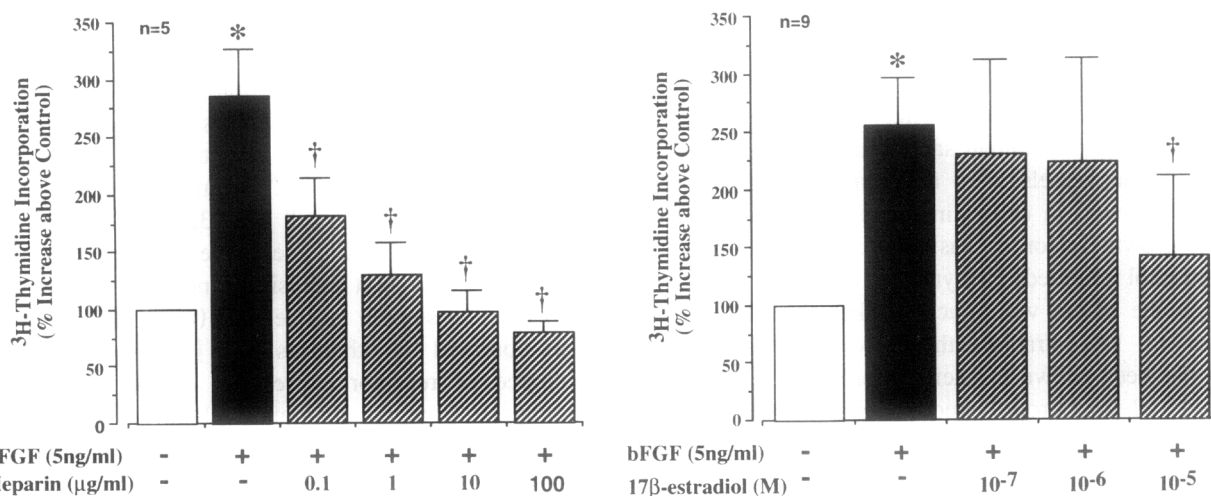 350
300
250
200
150
100
50
0
³H-Thymidine Incorporation
(% Increase above Control)
n=5
*
†
†
†
†
FGF (5ng/ml) - + + + + +
eparin (µg/ml) - - 0.1 1 10 100
350
300
250
200
150
100
50
0
³H-Thymidine Incorporation
(% Increase above Control)
n=9
*
†
bFGF (5ng/ml) - + + + +
17β-estradiol (M) - - 10⁻⁷ 10⁻⁶ 10⁻⁵